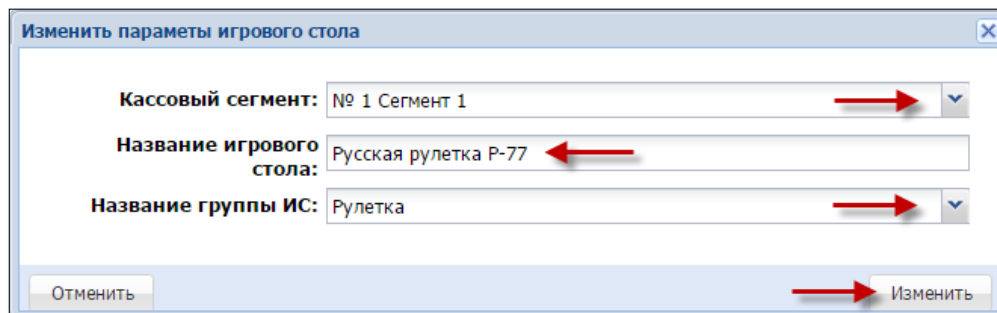 Изменить параметы игрового стола
Кассовый сегмент: № 1 Сегмент 1
Название игрового стола: Русская рулетка Р-77
Название группы ИС: Рулетка
Отменить Изменить